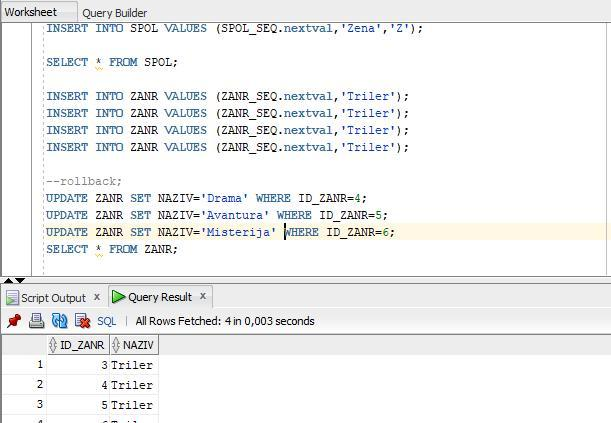 Worksheet Query Builder
INSERT INTO SPOL VALUES (SPOL_SEQ.nextval,'Zena','Z');
SELECT * FROM SPOL;
INSERT INTO ZANR VALUES (ZANR_SEQ.nextval,'Triler');
INSERT INTO ZANR VALUES (ZANR_SEQ.nextval,'Triler');
INSERT INTO ZANR VALUES (ZANR_SEQ.nextval,'Triler');
INSERT INTO ZANR VALUES (ZANR_SEQ.nextval,'Triler');
--rollback;
UPDATE ZANR SET NAZIV='Drama' WHERE ID_ZANR=4;
UPDATE ZANR SET NAZIV='Avantura' WHERE ID_ZANR=5;
UPDATE ZANR SET NAZIV='Misterija' WHERE ID_ZANR=6;
SELECT * FROM ZANR;
Script Output x Query Result x
SQL | All Rows Fetched: 4 in 0,003 seconds
ID_ZANR NAZIV
1 3 Triler
2 4 Triler
3 5 Triler